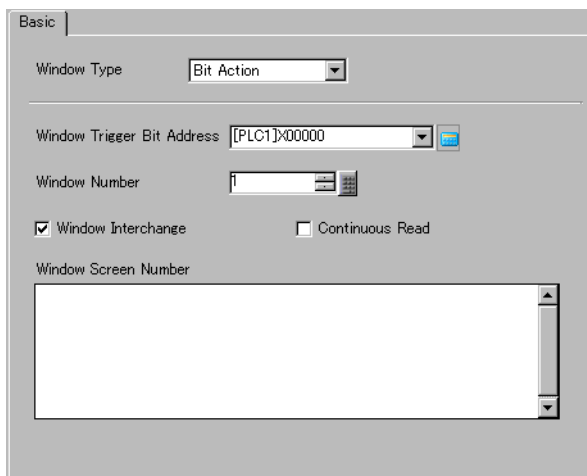 Basic
Window Type Bit Action
Window Trigger Bit Address [PLC1]X00000
Window Number 1
Window Interchange Continuous Read
Window Screen Number